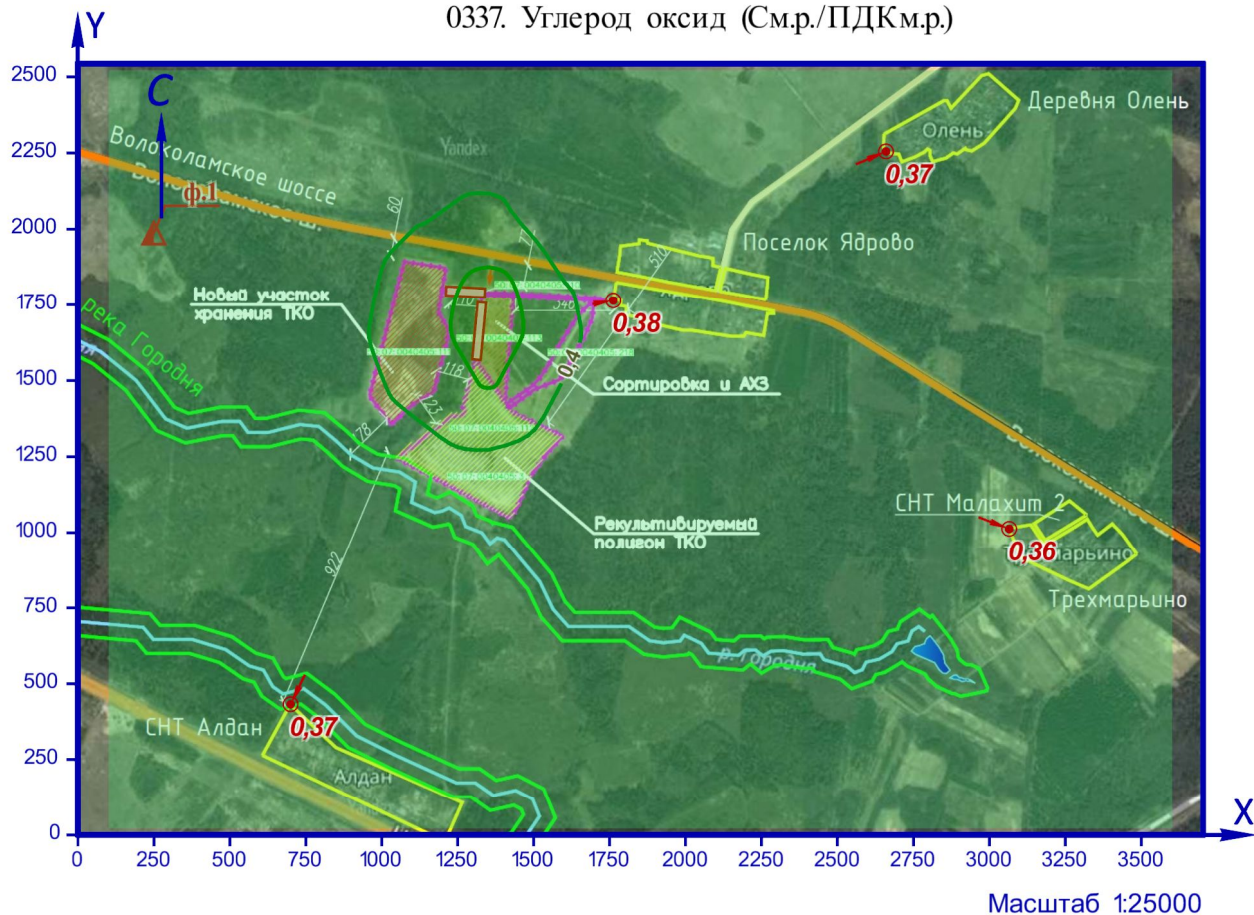 0337. Углерод оксид (См.р./ПДКм.р.)
Y
2500
2250
2000
1750
1500
1250
1000
750
500
250
0
С
Волоколамское шоссе
ф.1
Yandex
60
77
510
Деревня Олень
Олень
0,37
Поселок Ядрово
Новый участок
хранения ТКО
река Городня
0,38
0,4
118
Сортировка и АХЗ
78
123
Рекультивируемый
полигон ТКО
СНТ Малахит 2
0,36
Трехмарьино
922
р. Городня
СНТ Алдан
0,37
Алдан
X
0 250 500 750 1000 1250 1500 1750 2000 2250 2500 2750 3000 3250 3500
Масштаб 1:25000